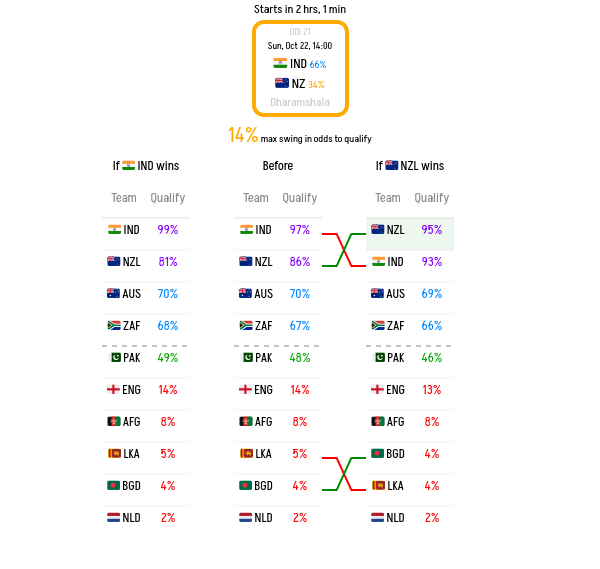 Starts in 2 hrs, 1 min
ODI 21
Sun, Oct 22, 14:00
IND 66%
NZ 34%
Dharamshala
14% max swing in odds to qualify
If IND wins Before If NZL wins
Team Qualify Team Qualify Team Qualify
IND 99% IND 97% NZL 95%
NZL 81% NZL 86% IND 93%
AUS 70% AUS 70% AUS 69%
ZAF 68% ZAF 67% ZAF 66%
PAK 49% PAK 48% PAK 46%
ENG 14% ENG 14% ENG 13%
AFG 8% AFG 8% AFG 8%
LKA 5% LKA 5% BGD 4%
BGD 4% BGD 4% LKA 4%
NLD 2% NLD 2% NLD 2%